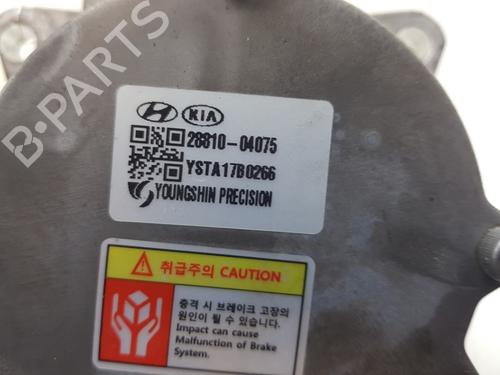 B-PARTS
KIA
28810-04075
YSTA17B0266
YOUNGSHIN PRECISION
취급주의 CAUTION
충격 시 브레이크 고장의
원인이 될 수 있습니다.
Impact can cause
Malfunction of Brake
System.